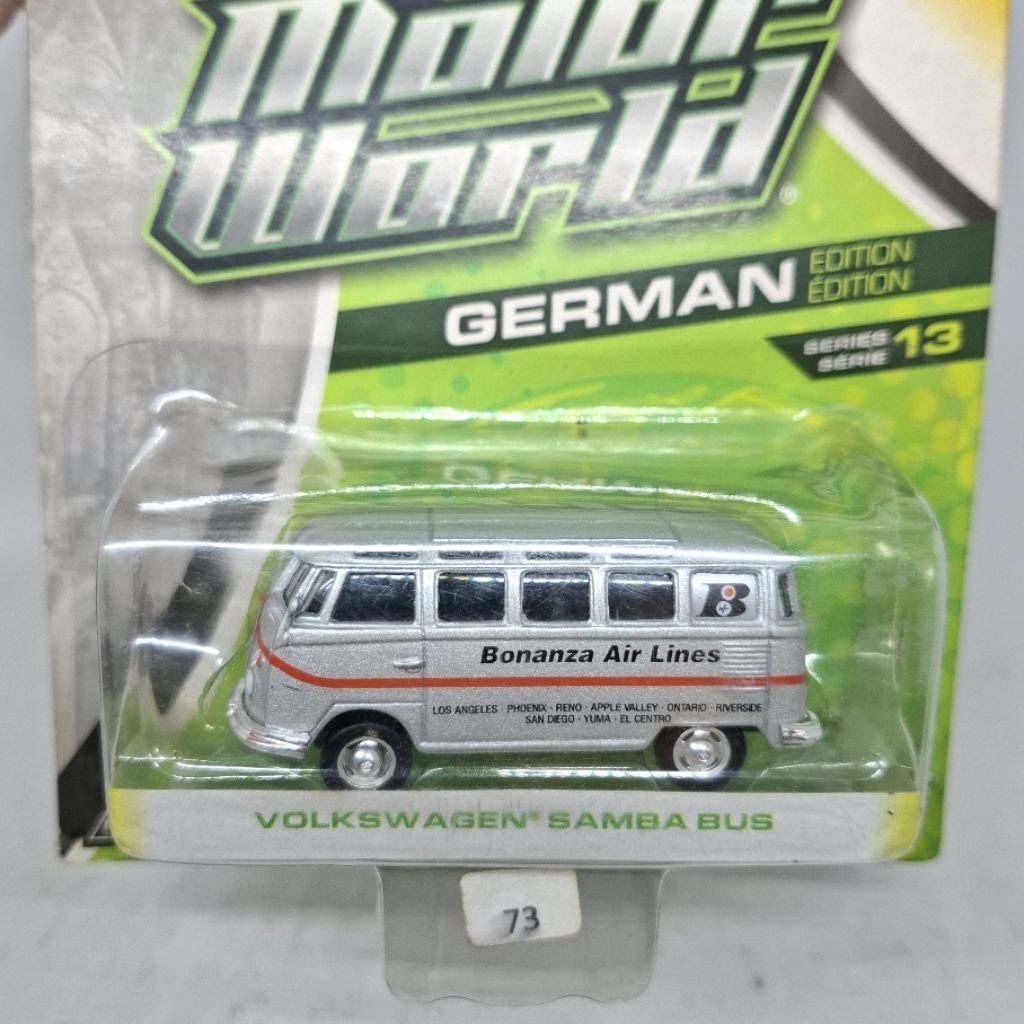 Motor
World®
GERMAN EDITION
ÉDITION
SERIES 13
SÉRIE
B
Bonanza Air Lines
LOS ANGELES · PHOENIX · RENO · APPLE VALLEY · ONTARIO · RIVERSIDE
SAN DIEGO · YUMA · EL CENTRO
VOLKSWAGEN® SAMBA BUS
73